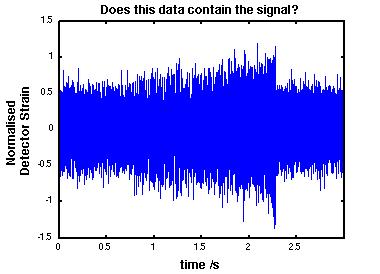 Does this data contain the signal?
1.5
1
0.5
0
-0.5
-1
-1.5
Normalised
Detector Strain
0 0.5 1 1.5 2 2.5
time /s